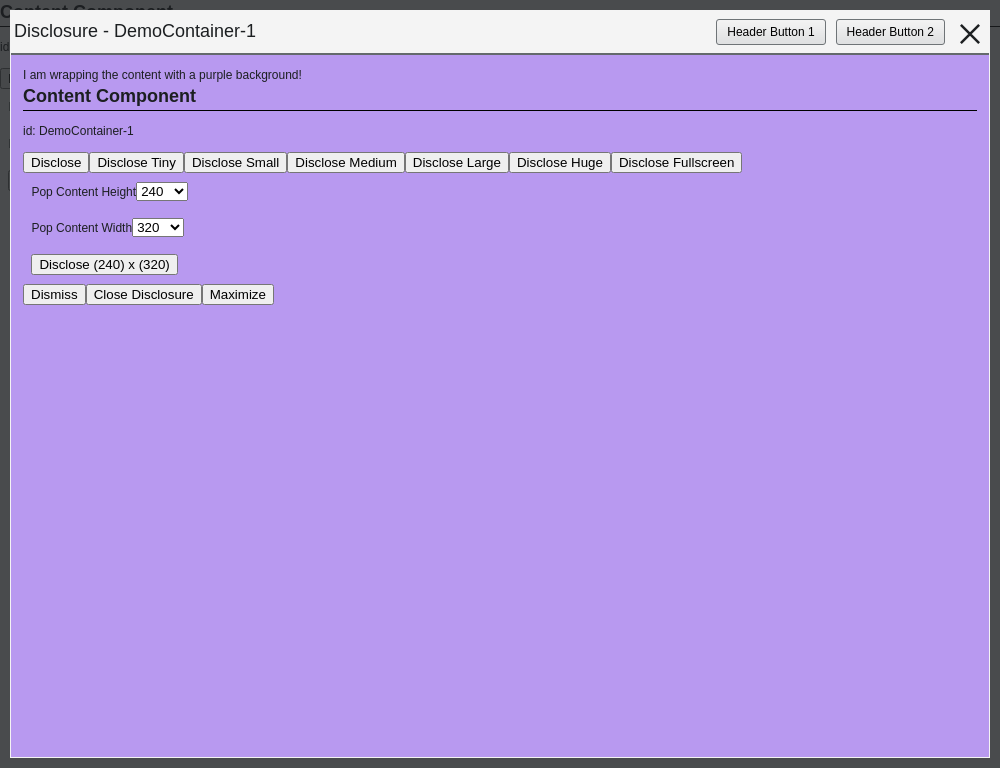 Disclosure - DemoContainer-1
Header Button 1
Header Button 2
I am wrapping the content with a purple background!
Content Component
id: DemoContainer-1
Disclose Disclose Tiny Disclose Small Disclose Medium Disclose Large Disclose Huge Disclose Fullscreen
Pop Content Height 240
Pop Content Width 320
Disclose (240) x (320)
Dismiss Close Disclosure Maximize